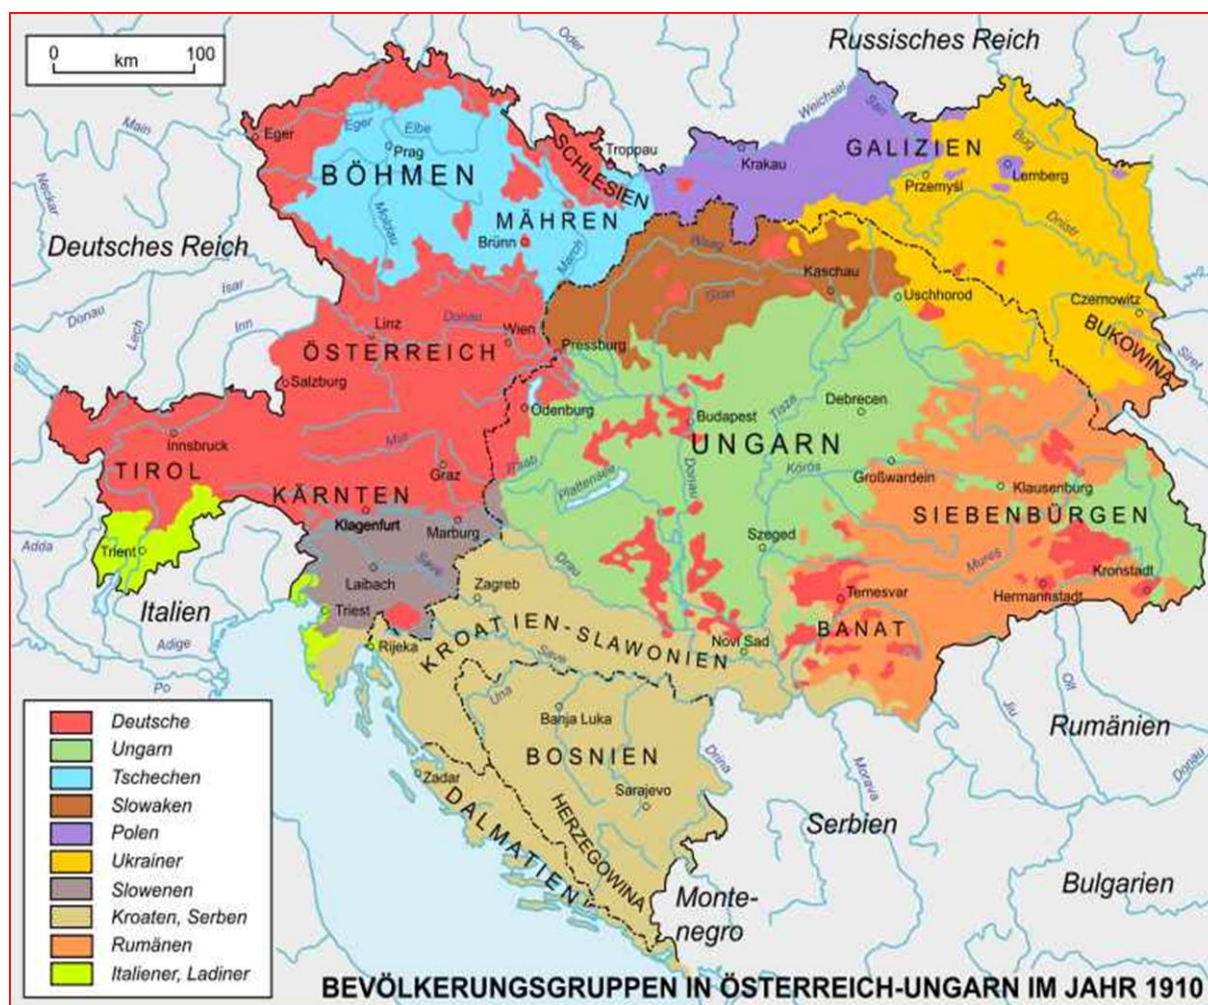 0 100
km
Russisches Reich
Oder
Weichsel
San
Bug
Main
Eger
Eger
Elbe
Prag
Troppau
SCHLESIEN
Krakau
GALIZIEN
Lemberg
Przemyśl
BÖHMEN
Neckar
Moldau
MÄHREN
Brünn
March
Dnistr
Deutsches Reich
Waag
Kaschau
Gran
Uschhorod
Czernowitz
BUKOWINA
Siret
Isar
Donau
Lech
Inn
Linz
Donau
Wien
Pressburg
ÖSTERREICH
Salzburg
Ödenburg
Budapest
Tisza
Debrecen
Innsbruck
Mur
Graz
UNGARN
TIROL
Raab
Plattensee
Donau
Körös
Großwardein
Klausenburg
KÄRNTEN
SIEBENBÜRGEN
Klagenfurt
Marburg
Szeged
Mures
Adda
Trient
Save
Drau
Laibach
Zagreb
Kronstadt
Temesvar
Hermannstadt
Italien
Triest
KROATIEN-SLAWONIEN
Novi Sad
BANAT
Adige
Rijeka
Save
Po
Una
Banja Luka
Olt
Jiu
Rumänien
BOSNIEN
Drina
Morava
Donau
Zadar
Sarajevo
DALMATIEN
HERZEGOWINA
Serbien
Monte-
negro
Bulgarien
Deutsche
Ungarn
Tschechen
Slowaken
Polen
Ukrainer
Slowenen
Kroaten, Serben
Rumänen
Italiener, Ladiner
BEVÖLKERUNGSGRUPPEN IN ÖSTERREICH-UNGARN IM JAHR 1910